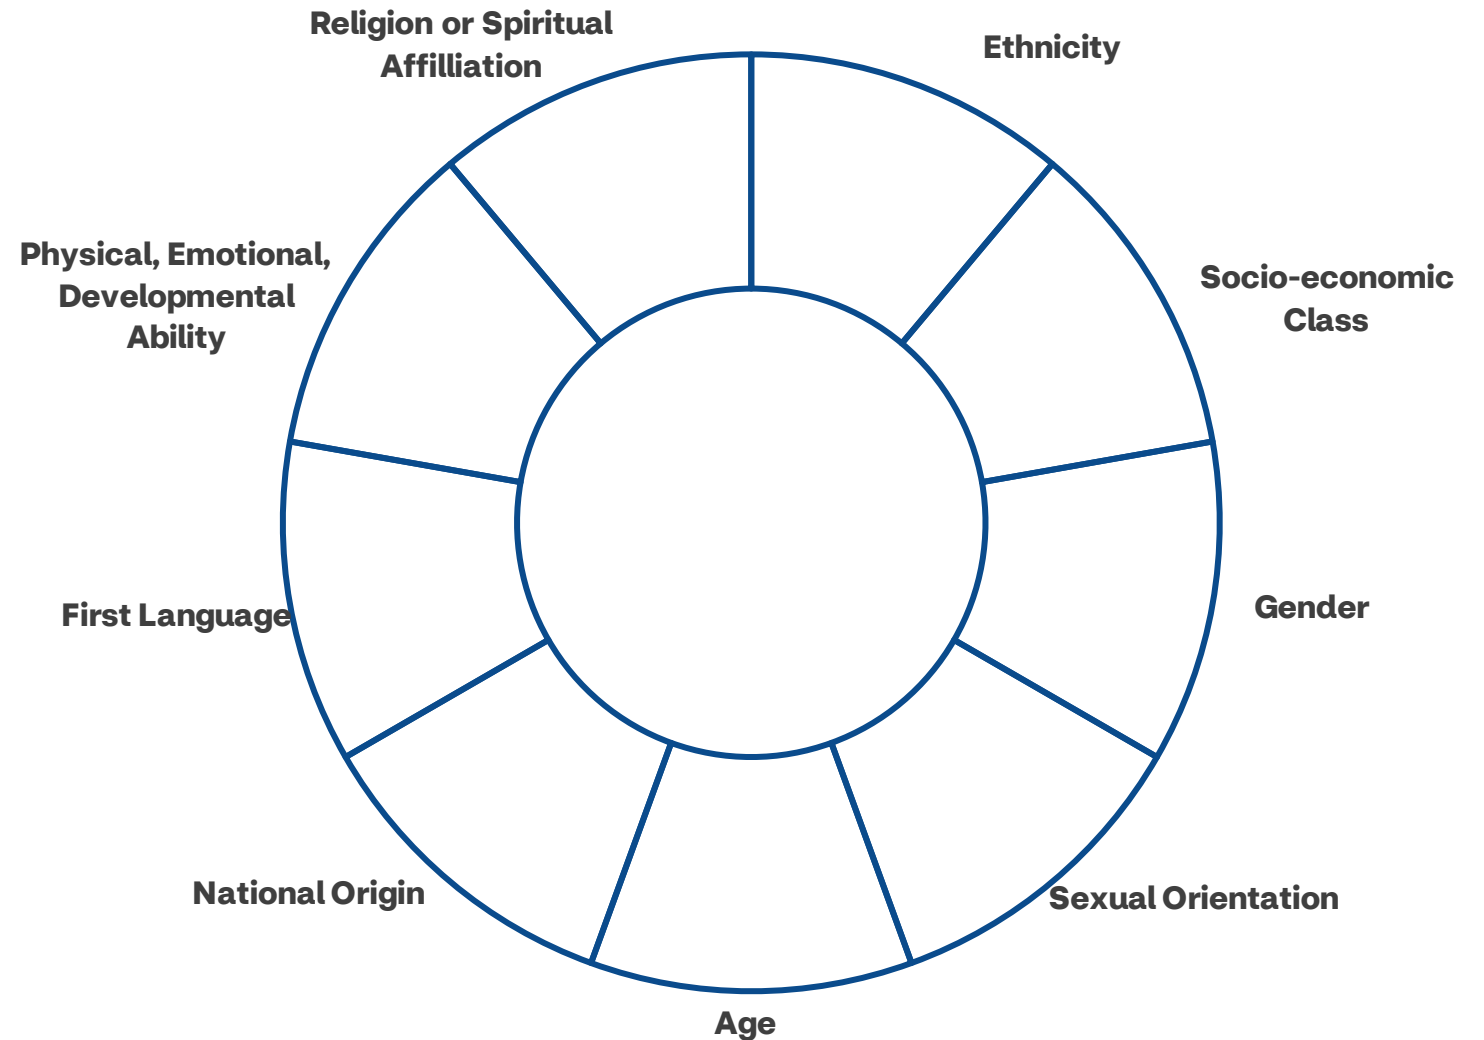 Religion or Spiritual
Affilliation
Ethnicity
Physical, Emotional,
Developmental
Ability
Socio-economic
Class
First Language
Gender
National Origin
Sexual Orientation
Age